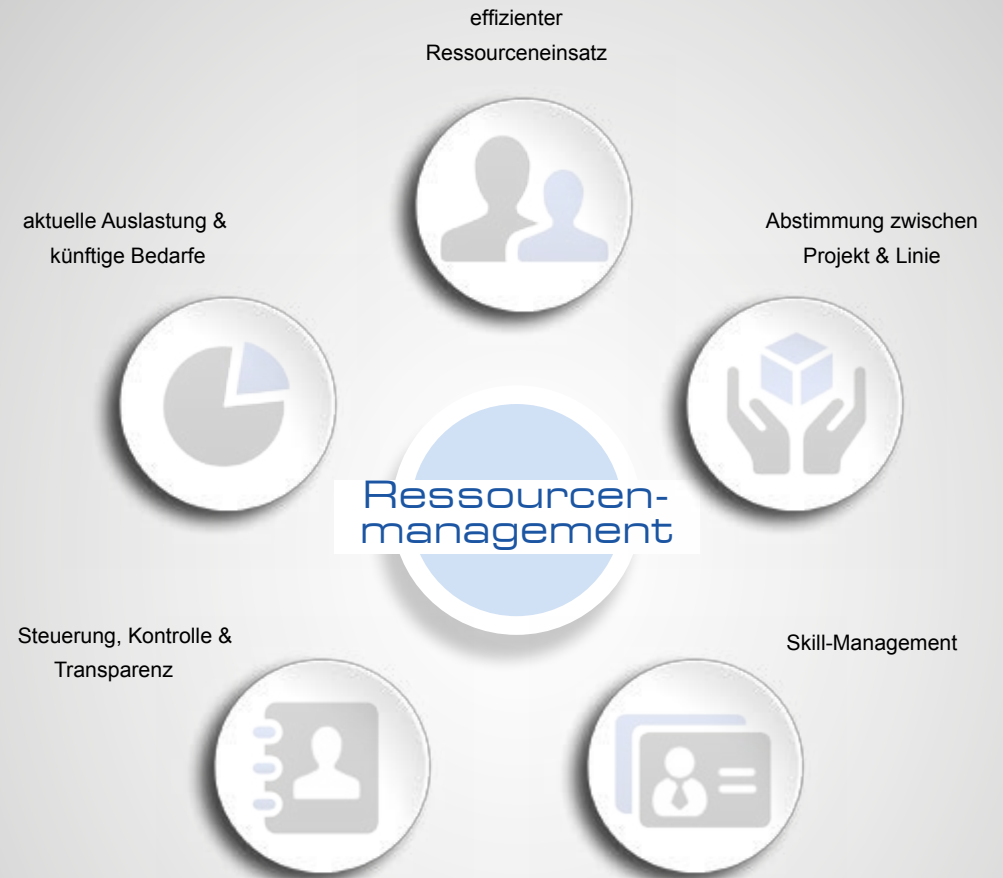 effizienter
Ressourceneinsatz
aktuelle Auslastung &
künftige Bedarfe
Abstimmung zwischen
Projekt & Linie
Ressourcen-
management
Steuerung, Kontrolle &
Transparenz
Skill-Management